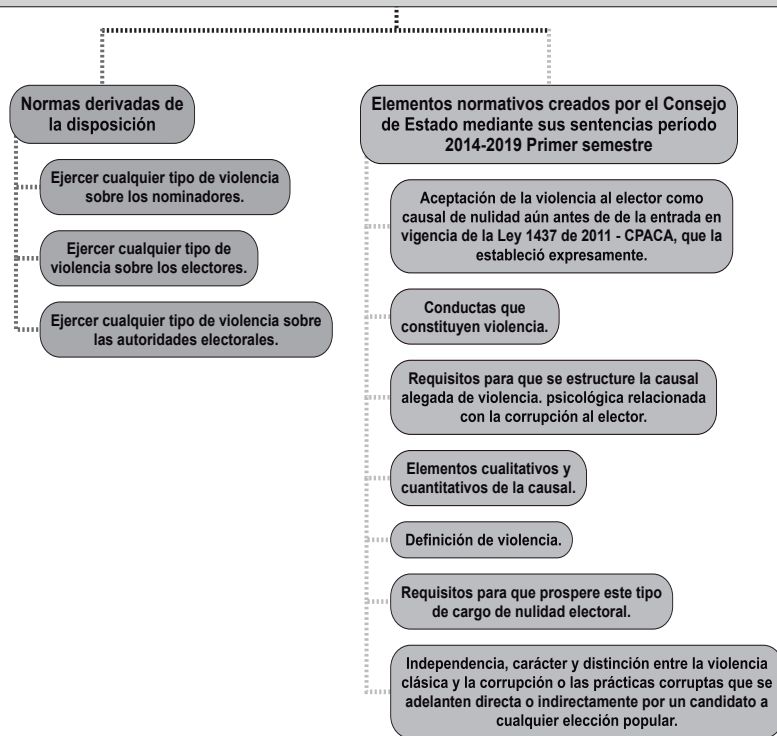 Normas derivadas de
la disposición
Ejercer cualquier tipo de violencia
sobre los nominadores.
Ejercer cualquier tipo de
violencia sobre los electores.
Ejercer cualquier tipo de violencia sobre
las autoridades electorales.
Elementos normativos creados por el Consejo
de Estado mediante sus sentencias período
2014-2019 Primer semestre
Aceptación de la violencia al elector como
causal de nulidad aún antes de de la entrada en
vigencia de la Ley 1437 de 2011 - CPACA, que la
estableció expresamente.
Conductas que
constituyen violencia.
Requisitos para que se estructure la causal
alegada de violencia. psicológica relacionada
con la corrupción al elector.
Elementos cualitativos y
cuantitativos de la causal.
Definición de violencia.
Requisitos para que prospere este tipo
de cargo de nulidad electoral.
Independencia, carácter y distinción entre la violencia
clásica y la corrupción o las prácticas corruptas que se
adelanten directa o indirectamente por un candidato a
cualquier elección popular.